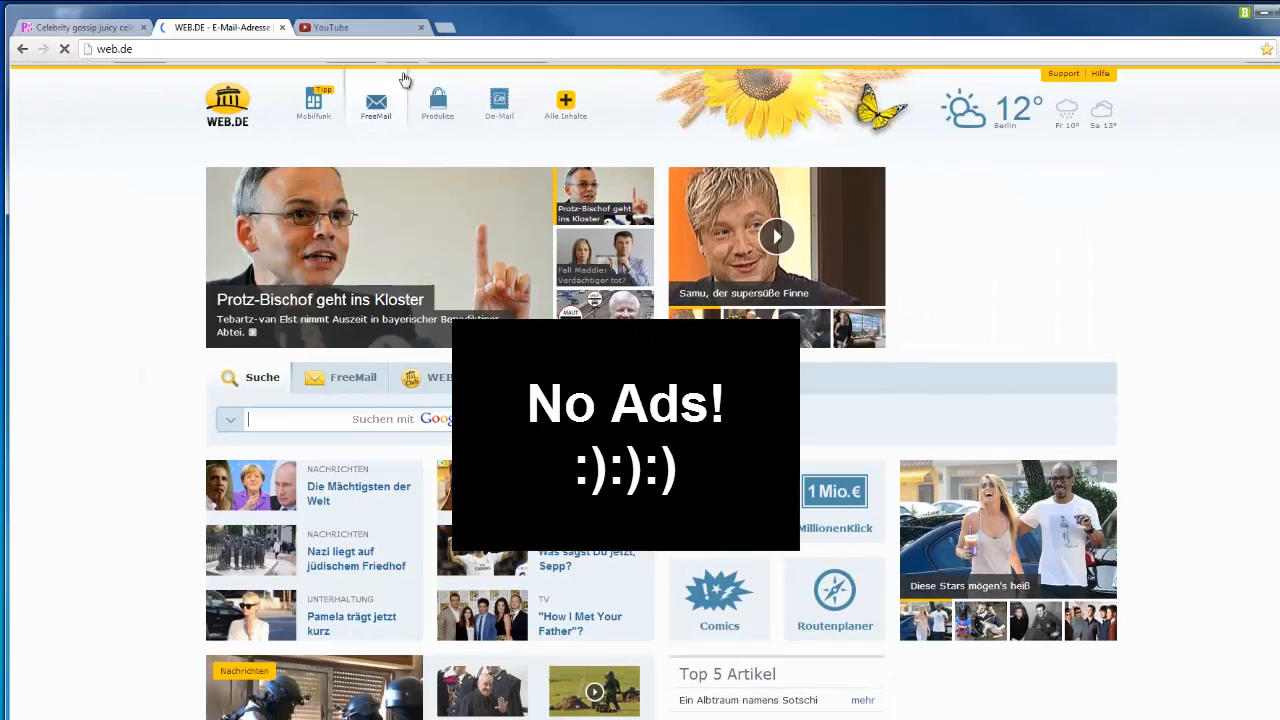 Celebrity gossip juicy cele
WEB.DE - E-Mail-Adresse
YouTube
web.de
Support
Hilfe
WEB.DE
Tipp
Mobilfunk
FreeMail
Produkte
De-Mail
Alle Inhalte
12°
Berlin
Fr 10°
Sa 13°
Protz-Bischof geht ins Kloster
Tebartz-van Elst nimmt Auszeit in bayerischer Benediktiner-
Abtei.
Protz-Bischof geht
ins Kloster
Fall Maddie:
Verdächtiger tot?
MAUT
Samu, der supersüße Finne
Suche
FreeMail
WEB
Suchen mit Goog
No Ads!
:):):)
NACHRICHTEN
Die Mächtigsten der
Welt
NACHRICHTEN
Nazi liegt auf
jüdischem Friedhof
UNTERHALTUNG
Pamela trägt jetzt
kurz
Was sagst Du jetzt,
Sepp?
TV
"How I Met Your
Father"?
1 Mio.€
MillionenKlick
Comics
Routenplaner
Diese Stars mögen's heiß
Nachrichten
Top 5 Artikel
Ein Albtraum namens Sotschi
mehr